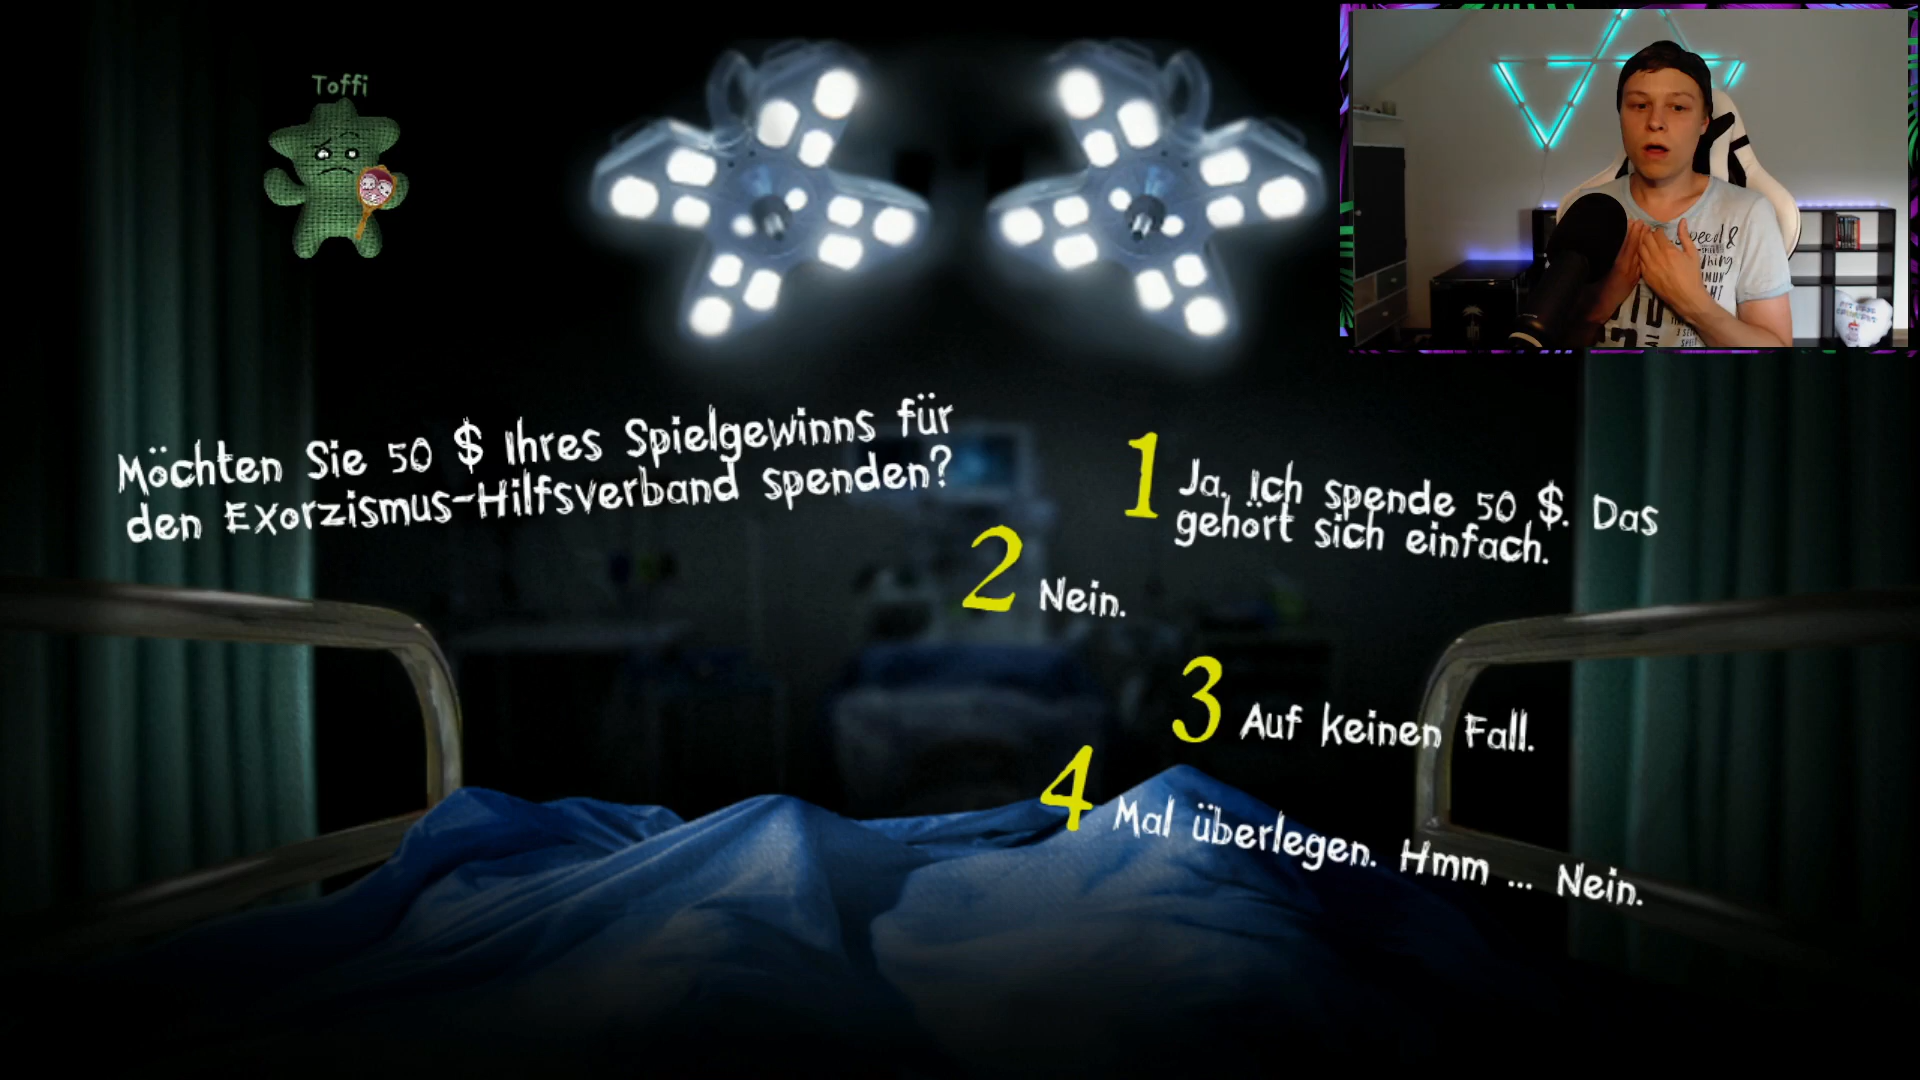 Toffi
Möchten Sie 50 $ Ihres Spielgewinns für
den Exorzismus-Hilfsverband spenden?
1 Ja, Ich spende 50 $. Das
gehört sich einfach.
2 Nein.
3 Auf keinen Fall.
4 Mal überlegen. Hmm ... Nein.